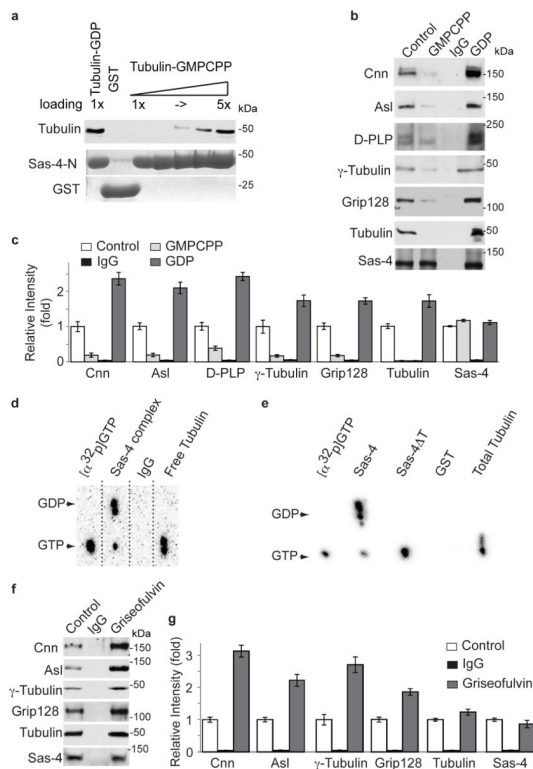 a
Tubulin-GDP
GST
Tubulin-GMPCPP
loading 1x 1x -> 5x kDa
Tubulin -50
Sas-4-N -50
GST -25
b
Control
GMPCPP
IgG
GDP
kDa
Cnn -150
Asl -150
D-PLP 250
γ-Tubulin -50
Grip128 -100
Tubulin -50
Sas-4 -150
c
Control GMPCPP
IgG GDP
Relative Intensity
(fold)
2
1
0
Cnn Asl D-PLP γ-Tubulin Grip128 Tubulin Sas-4
d
[α³²p]GTP
Sas-4 complex
IgG
Free Tubulin
GDP
GTP
e
[α³²p]GTP
Sas-4
Sas-4ΔT
GST
Total Tubulin
GDP
GTP
f
Control
IgG
Griseofulvin
kDa
Cnn -150
Asl -150
γ-Tubulin -50
Grip128 -100
Tubulin -50
Sas-4 -150
g
Control
IgG
Griseofulvin
Relative Intensity (fold)
3
2
1
0
Cnn Asl γ-Tubulin Grip128 Tubulin Sas-4